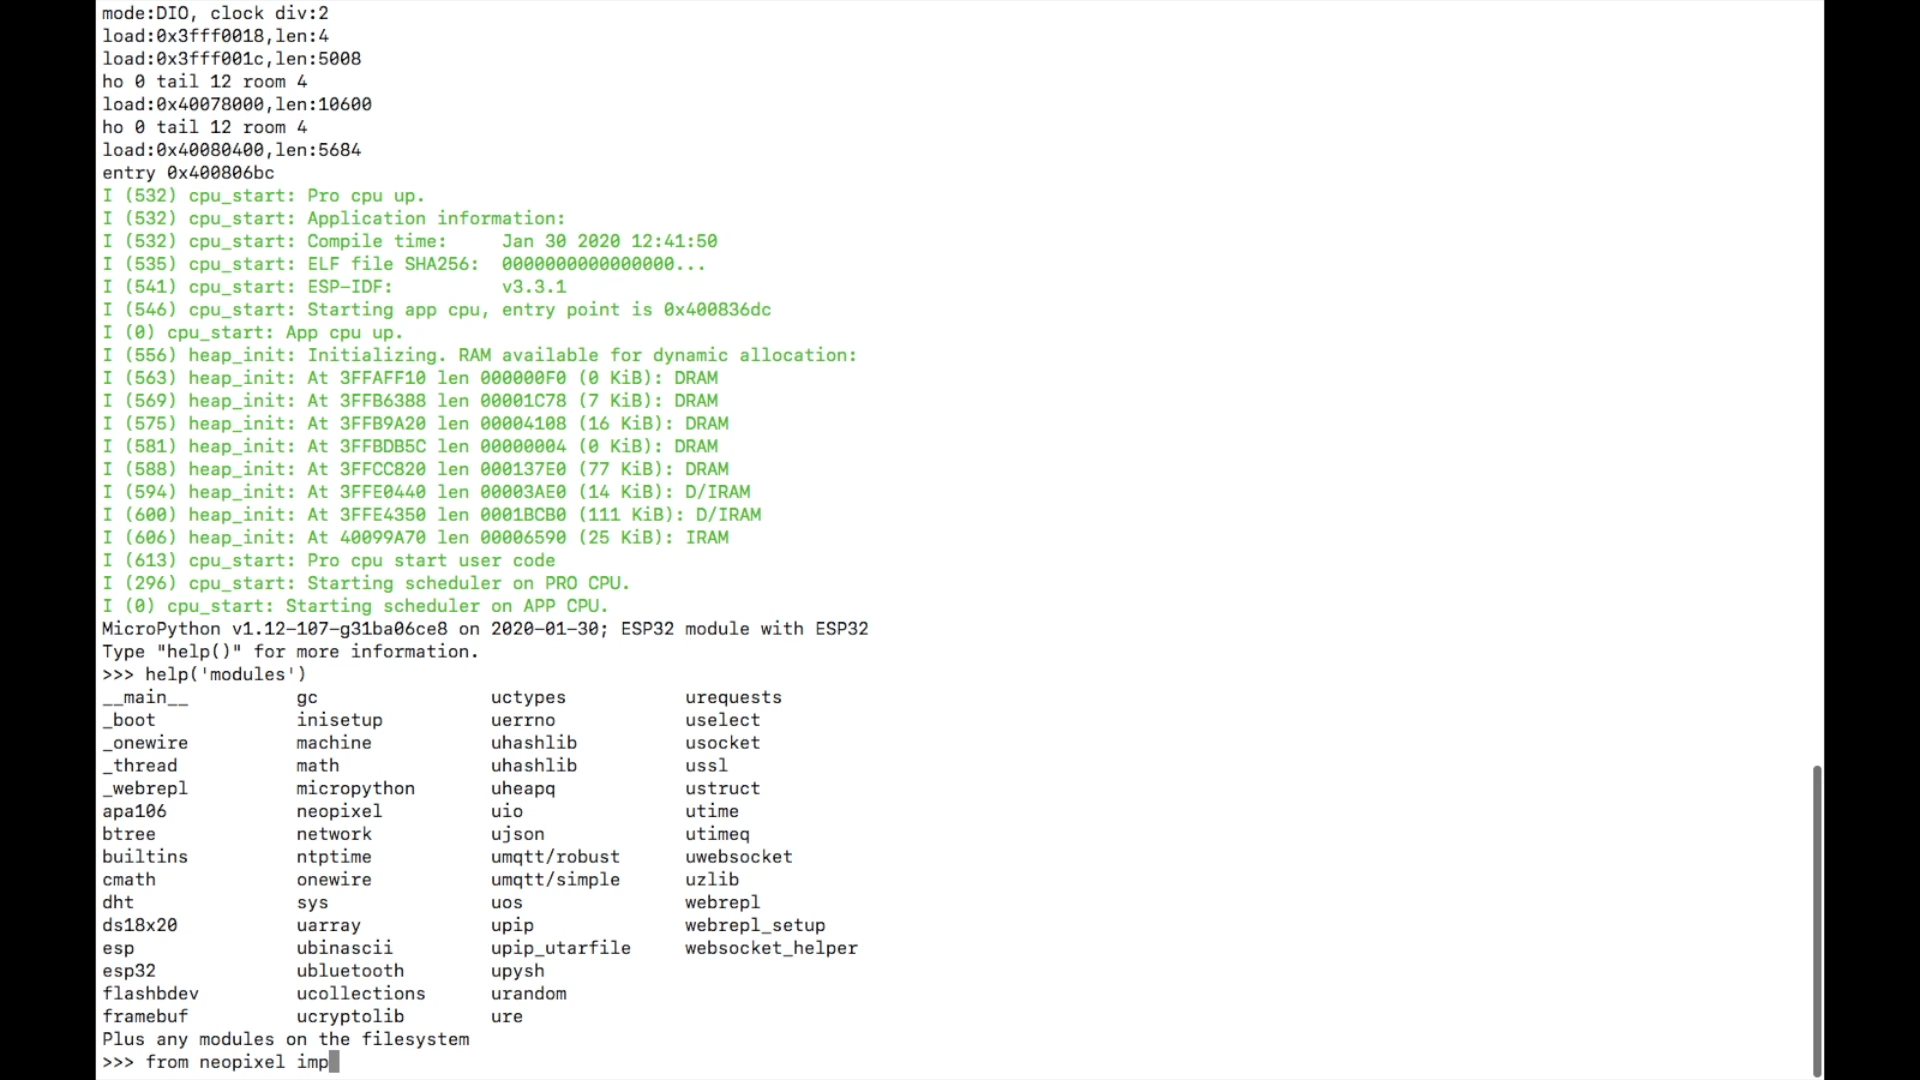 mode:DIO, clock div:2
load:0x3fff0018,len:4
load:0x3fff001c,len:5008
ho 0 tail 12 room 4
load:0x40078000,len:10600
ho 0 tail 12 room 4
load:0x40080400,len:5684
entry 0x400806bc
I (532) cpu_start: Pro cpu up.
I (532) cpu_start: Application information:
I (532) cpu_start: Compile time:     Jan 30 2020 12:41:50
I (535) cpu_start: ELF file SHA256:  0000000000000000...
I (541) cpu_start: ESP-IDF:          v3.3.1
I (546) cpu_start: Starting app cpu, entry point is 0x400836dc
I (0) cpu_start: App cpu up.
I (556) heap_init: Initializing. RAM available for dynamic allocation:
I (563) heap_init: At 3FFAFF10 len 000000F0 (0 KiB): DRAM
I (569) heap_init: At 3FFB6388 len 00001C78 (7 KiB): DRAM
I (575) heap_init: At 3FFB9A20 len 00004108 (16 KiB): DRAM
I (581) heap_init: At 3FFBDB5C len 00000004 (0 KiB): DRAM
I (588) heap_init: At 3FFCC820 len 000137E0 (77 KiB): DRAM
I (594) heap_init: At 3FFE0440 len 00003AE0 (14 KiB): D/IRAM
I (600) heap_init: At 3FFE4350 len 0001BCB0 (111 KiB): D/IRAM
I (606) heap_init: At 40099A70 len 00006590 (25 KiB): IRAM
I (613) cpu_start: Pro cpu start user code
I (296) cpu_start: Starting scheduler on PRO CPU.
I (0) cpu_start: Starting scheduler on APP CPU.
MicroPython v1.12-107-g31ba06ce8 on 2020-01-30; ESP32 module with ESP32
Type "help()" for more information.
>>> help('modules')
__main__          gc                uctypes           urequests
_boot             inisetup          uerrno            uselect
_onewire          machine           uhashlib          usocket
_thread           math              uhashlib          ussl
_webrepl          micropython       uheapq            ustruct
apa106            neopixel          uio               utime
btree             network           ujson             utimeq
builtins          ntptime           umqtt/robust      uwebsocket
cmath             onewire           umqtt/simple      uzlib
dht               sys               uos               webrepl
ds18x20           uarray            upip              webrepl_setup
esp               ubinascii         upip_utarfile     websocket_helper
esp32             ubluetooth        upysh
flashbdev         ucollections      urandom
framebuf          ucryptolib        ure
Plus any modules on the filesystem
>>> from neopixel imp